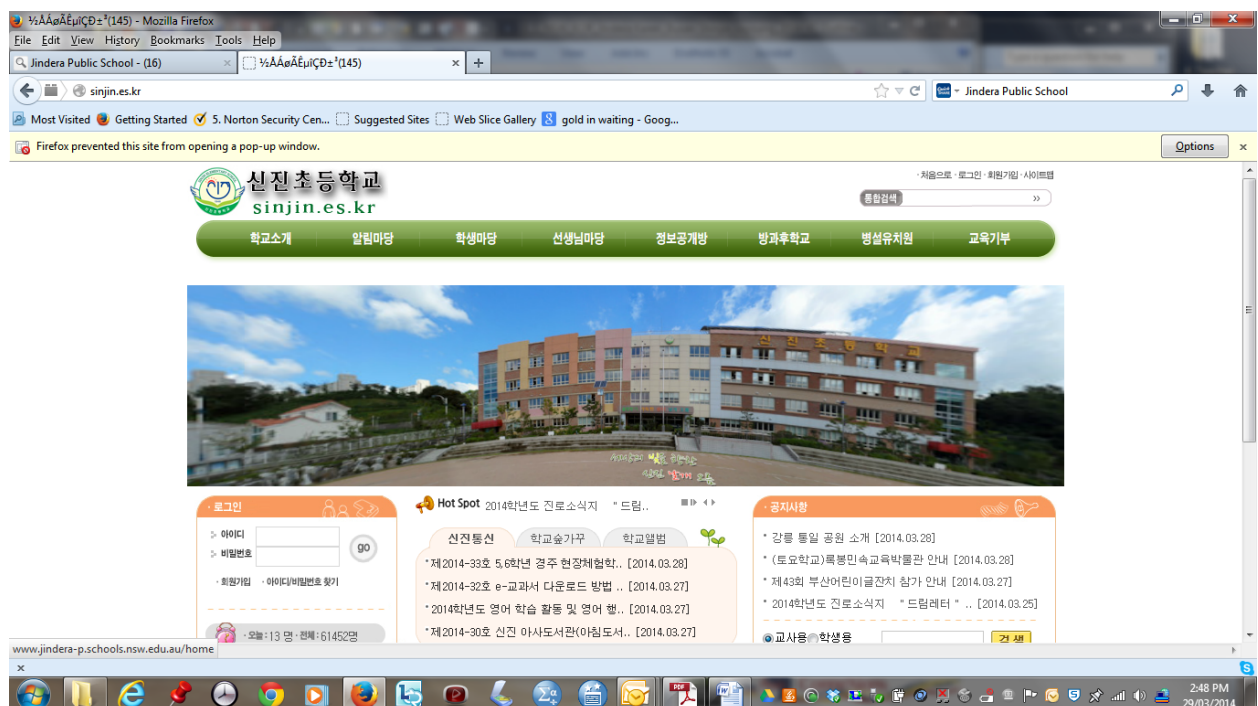 ½ÅÁøÃÊµîÇÐ±³(145) - Mozilla Firefox
File Edit View History Bookmarks Tools Help
Jindera Public School - (16) × ½ÅÁøÃÊµîÇÐ±³(145) × +
sinjin.es.kr Jindera Public School
Most Visited Getting Started 5. Norton Security Cen... Suggested Sites Web Slice Gallery gold in waiting - Goog...
Firefox prevented this site from opening a pop-up window. Options ×
신진초등학교
sinjin.es.kr
· 처음으로 · 로그인 · 회원가입 · 사이트맵
통합검색 »
학교소개 알림마당 학생마당 선생님마당 정보공개방 방과후학교 병설유치원 교육기부
신진초등학교
· 로그인
아이디
비밀번호
go
· 회원가입 · 아이디/비밀번호 찾기
· 오늘 : 13 명 · 전체 : 61452명
Hot Spot 2014학년도 진로소식지 " 드림..
신진통신 학교숲가꾸 학교앨범
*제2014-33호 5,6학년 경주 현장체험학.. [2014.03.28]
*제2014-32호 e-교과서 다운로드 방법 .. [2014.03.27]
*2014학년도 영어 학습 활동 및 영어 행.. [2014.03.27]
*제2014-30호 신진 아사도서관(아침도서.. [2014.03.27]
· 공지사항
* 강릉 통일 공원 소개 [2014.03.28]
* (토요학교)록봉민속교육박물관 안내 [2014.03.28]
* 제43회 부산어린이글잔치 참가 안내 [2014.03.27]
* 2014학년도 진로소식지 " 드림레터 " .. [2014.03.25]
교사용 학생용 검색
www.jindera-p.schools.nsw.edu.au/home
×
2:48 PM
29/03/2014